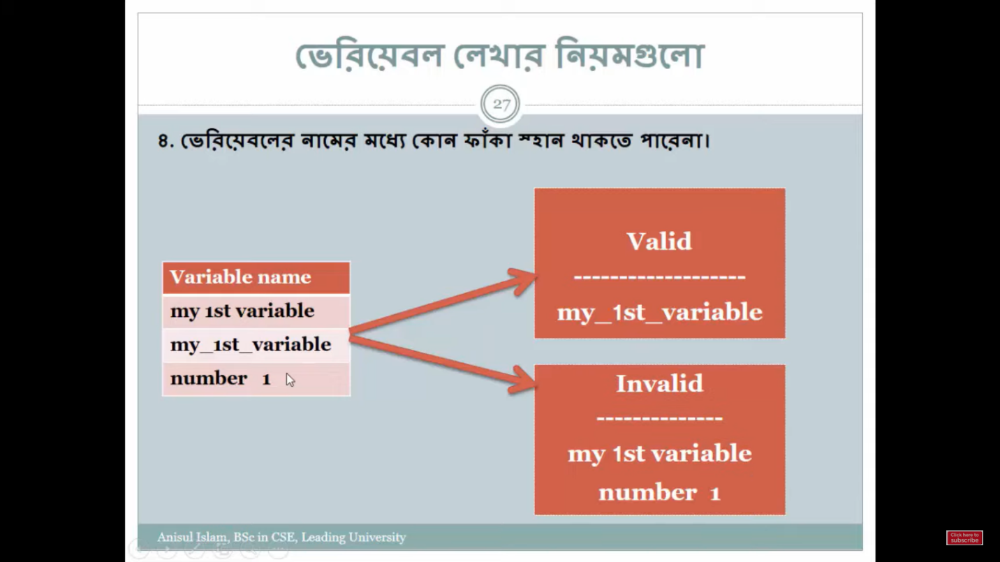 ভেরিয়েবল লেখার নিয়মগুলো
27
৪. ভেরিয়েবলের নামের মধ্যে কোন ফাঁকা স্হান থাকতে পারেনা।
Variable name
my 1st variable
my_1st_variable
number 1
Valid
-------------------
my_1st_variable
Invalid
--------------
my 1st variable
number 1
Anisul Islam, BSc in CSE, Leading University
Click here to
subscribe